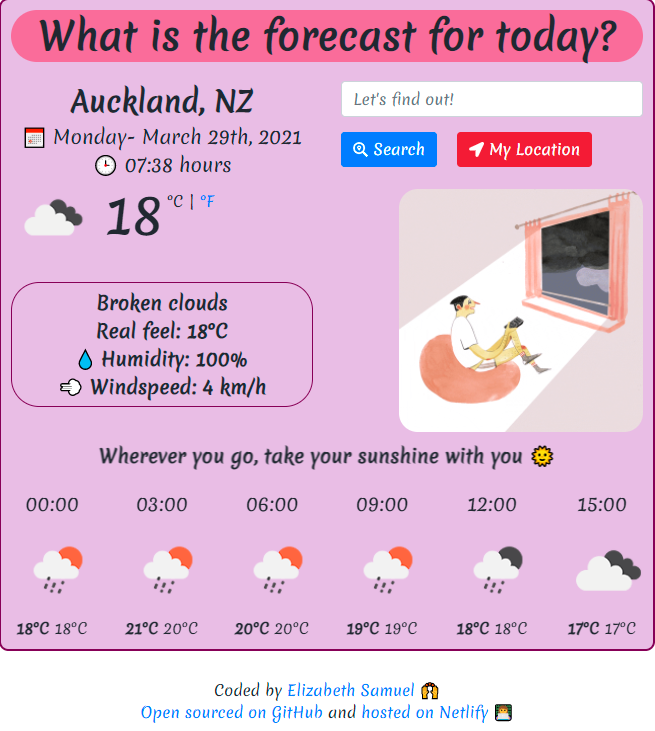 What is the forecast for today?
Auckland, NZ
Let's find out!
Monday- March 29th, 2021
07:38 hours
Search
My Location
18 °C | °F
Broken clouds
Real feel: 18°C
Humidity: 100%
Windspeed: 4 km/h
Wherever you go, take your sunshine with you
00:00 03:00 06:00 09:00 12:00 15:00
18°C 18°C 21°C 20°C 20°C 20°C 19°C 19°C 18°C 18°C 17°C 17°C
Coded by Elizabeth Samuel
Open sourced on GitHub and hosted on Netlify